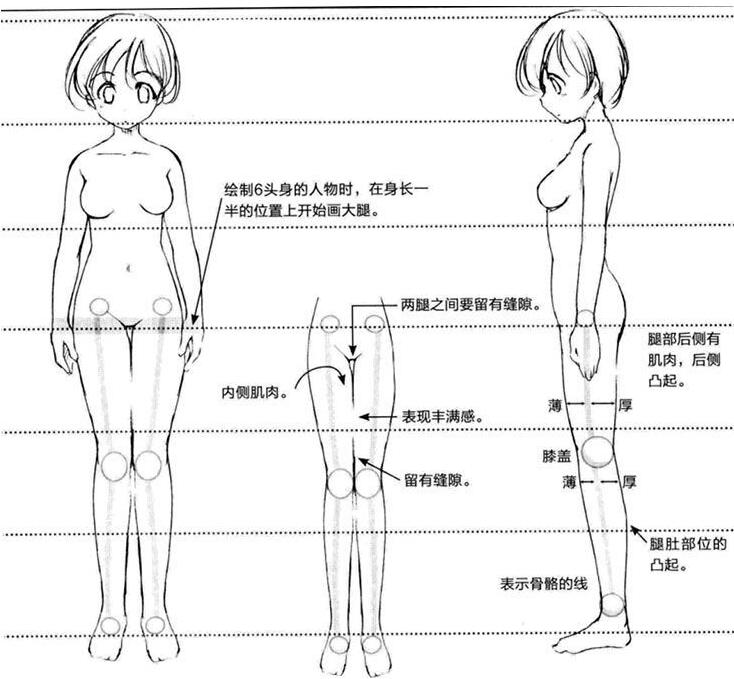 绘制6头身的人物时，在身长一
半的位置上开始画大腿。
两腿之间要留有缝隙。
内侧肌肉。
表现丰满感。
留有缝隙。
腿部后侧有
肌肉，后侧
凸起。
薄
厚
膝盖
薄
厚
腿肚部位的
凸起。
表示骨骼的线